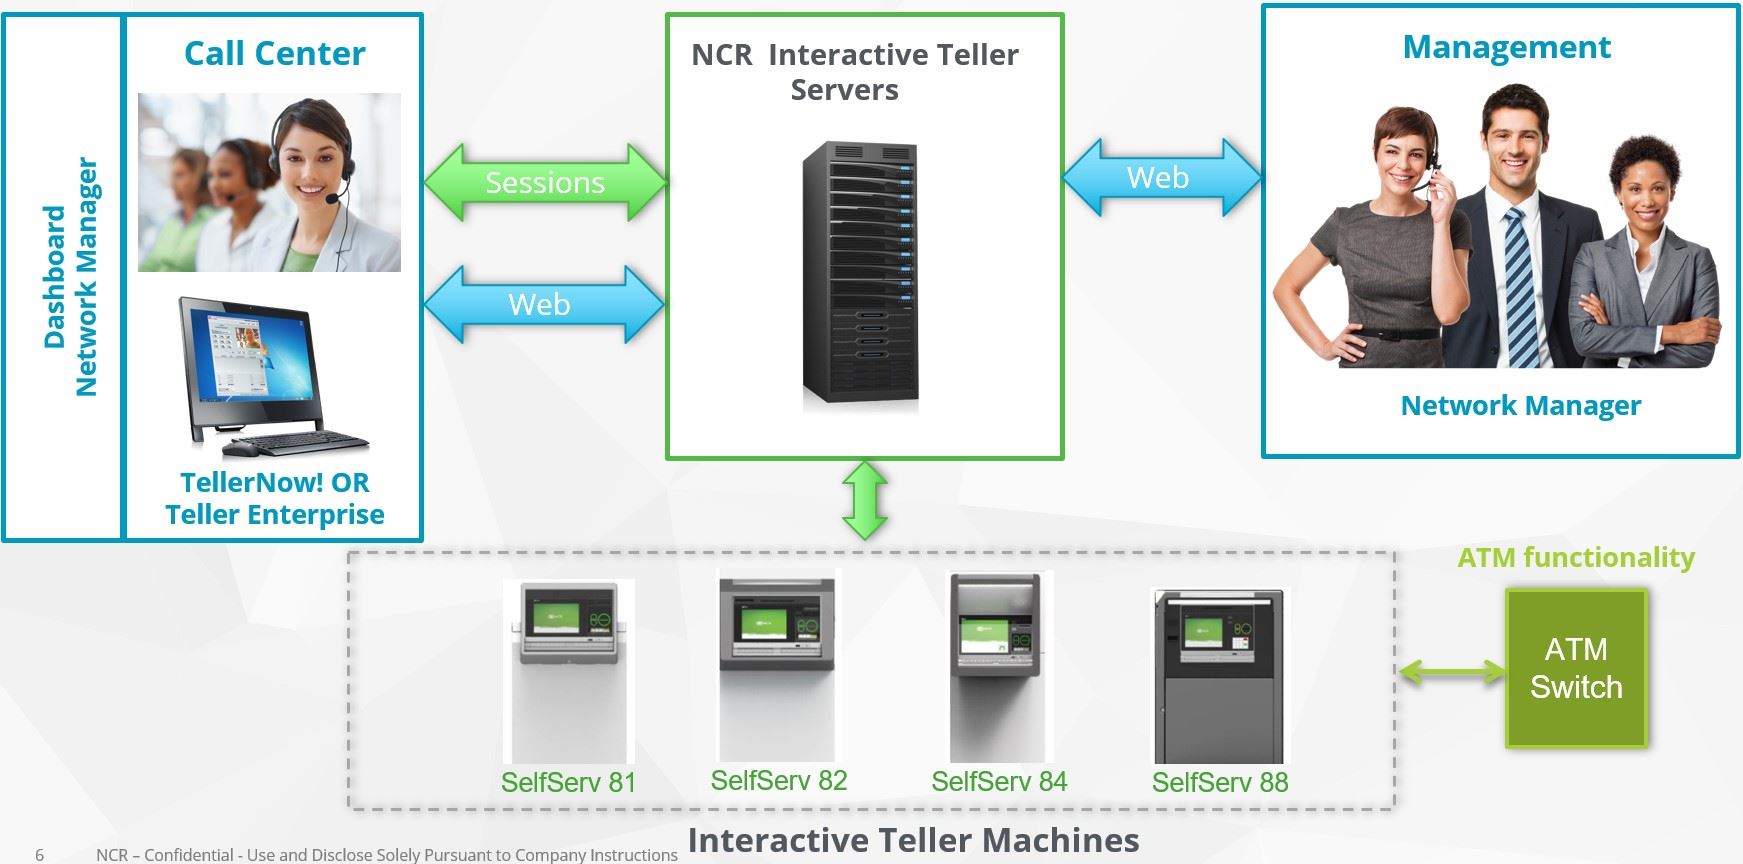 Call Center
Dashboard
Network Manager
TellerNow! OR
Teller Enterprise
Sessions
Web
NCR  Interactive Teller
Servers
Web
Management
Network Manager
SelfServ 81
SelfServ 82
SelfServ 84
SelfServ 88
ATM functionality
ATM
Switch
Interactive Teller Machines
6
NCR – Confidential - Use and Disclose Solely Pursuant to Company Instructions